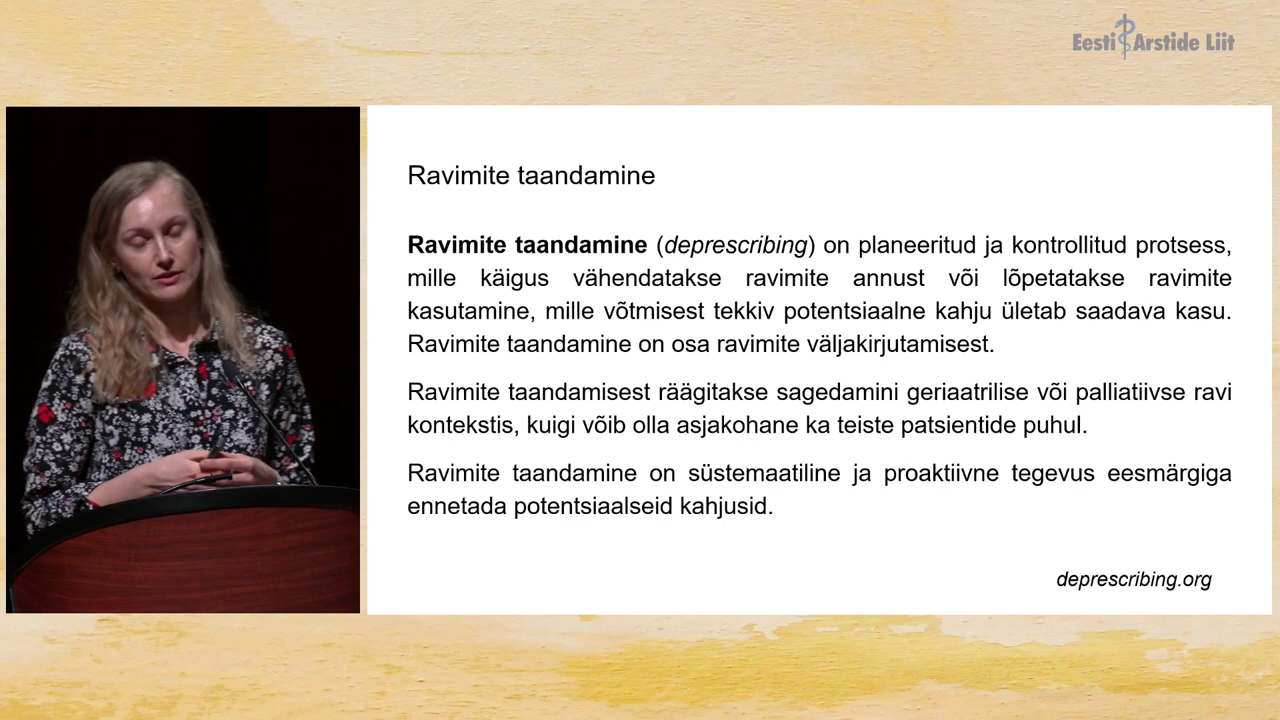 Eesti Arstide Liit
Ravimite taandamine
Ravimite taandamine (deprescribing) on planeeritud ja kontrollitud protsess,
mille käigus vähendatakse ravimite annust või lõpetatakse ravimite
kasutamine, mille võtmisest tekkiv potentsiaalne kahju ületab saadava kasu.
Ravimite taandamine on osa ravimite väljakirjutamisest.
Ravimite taandamisest räägitakse sagedamini geriaatrilise või palliatiivse ravi
kontekstis, kuigi võib olla asjakohane ka teiste patsientide puhul.
Ravimite taandamine on süstemaatiline ja proaktiivne tegevus eesmärgiga
ennetada potentsiaalseid kahjusid.
deprescribing.org